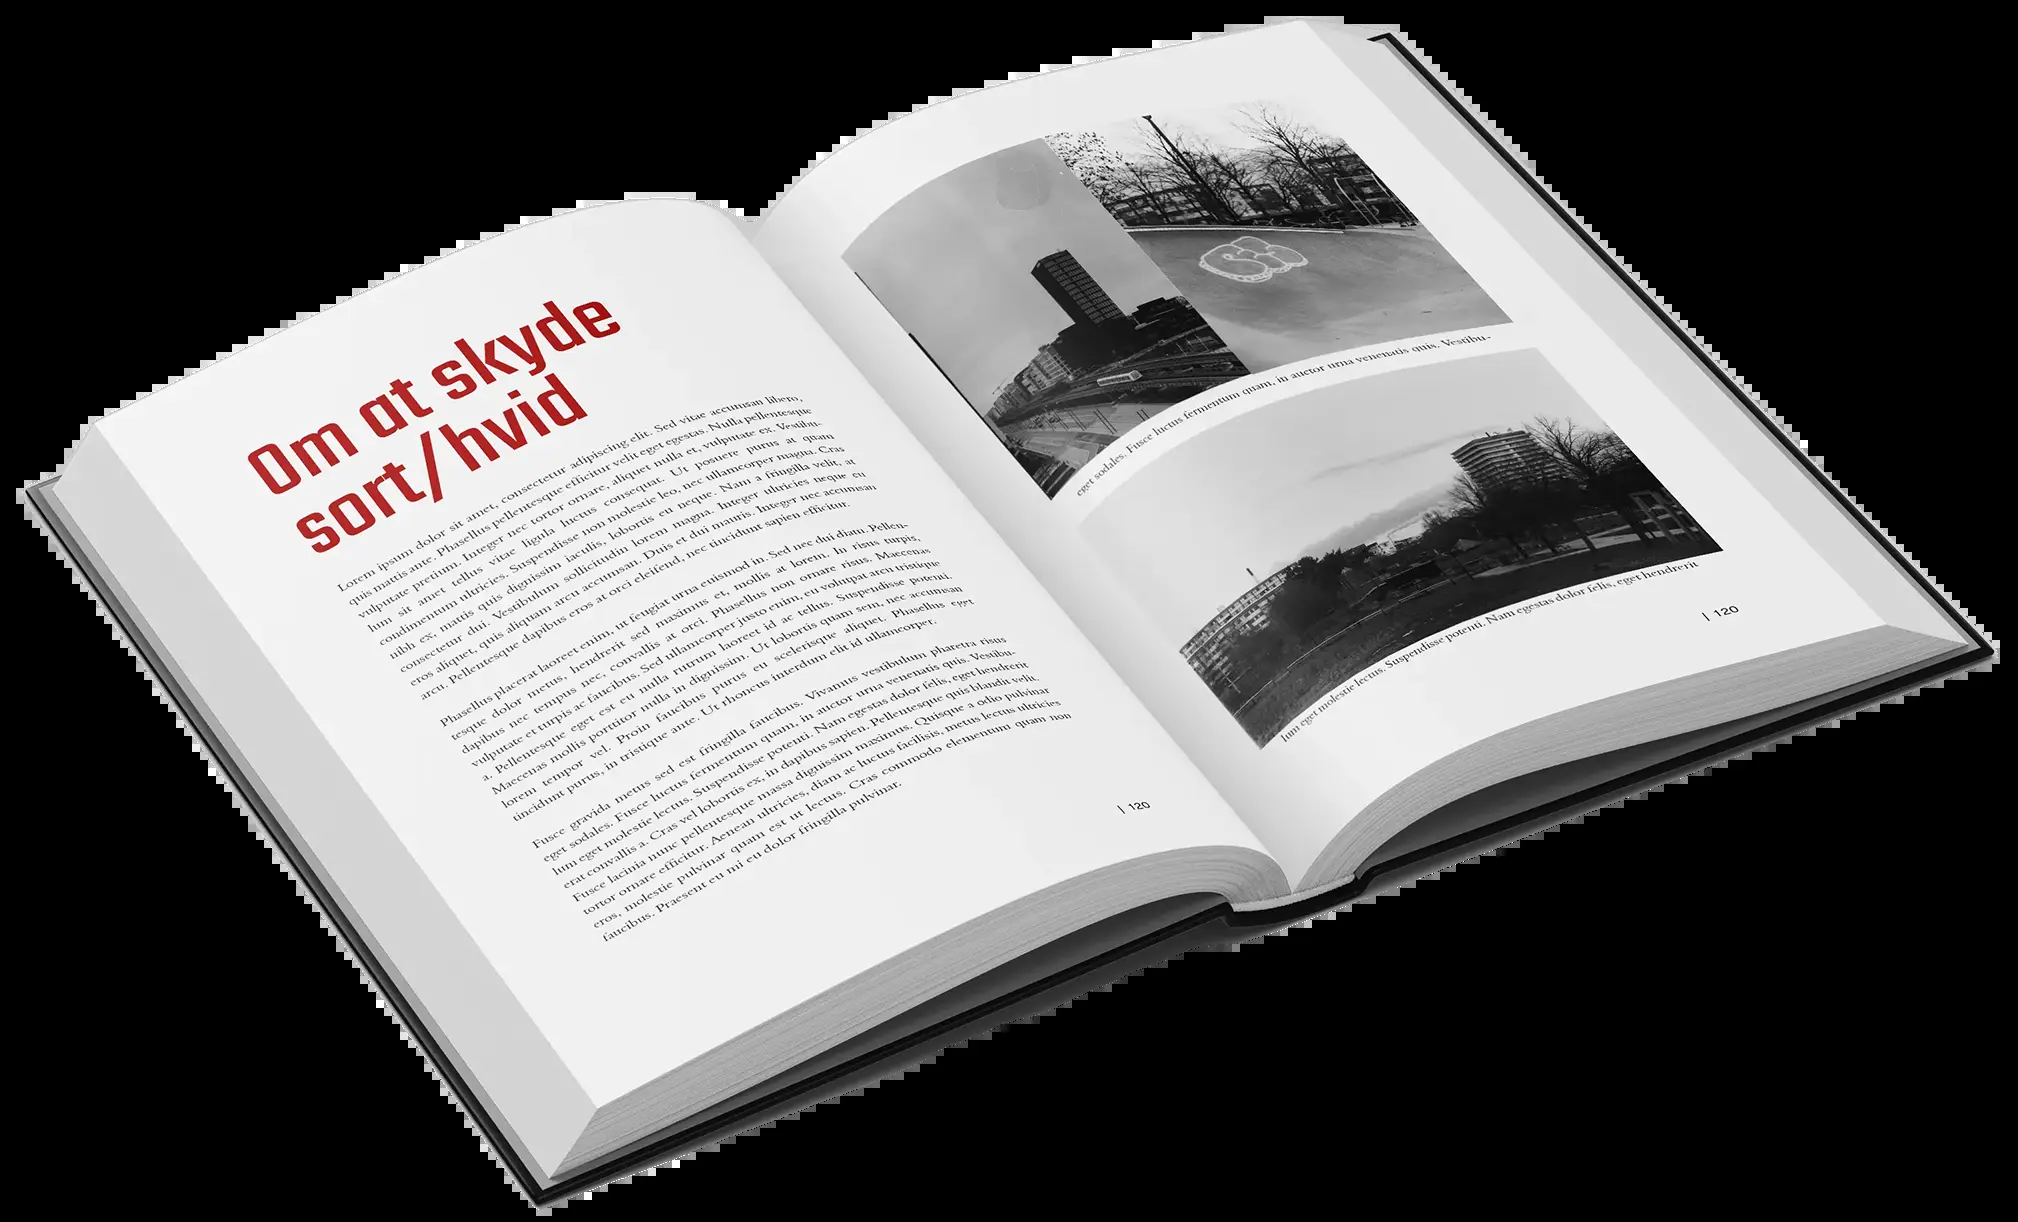 Om at skyde
sort/hvid
Lorem ipsum dolor sit amet, consectetur adipiscing elit. Sed vitae accumsan libero,
quis mattis ante. Phasellus pellentesque efficitur velit eget egestas. Nulla pellentesque
vulputate pretium. Integer nec tortor ornare, aliquet nulla et, vulputate ex. Vestibu-
lum sit amet tellus vitae ligula luctus consequat. Ut posuere purus at quam
condimentum ultricies. Suspendisse non molestie leo, nec ullamcorper magna. Cras
nibh ex, mattis quis dignissim iaculis, lobortis eu neque. Nam a fringilla velit, at
consectetur dui. Vestibulum sollicitudin lorem magna. Integer ultricies neque eu
eros aliquet, quis aliquam arcu accumsan. Duis et dui mauris. Integer nec accumsan
arcu. Pellentesque dapibus eros at orci eleifend, nec tincidunt sapien efficitur.
Phasellus placerat laoreet enim, ut feugiat urna euismod in. Sed nec dui diam. Pellen-
tesque dolor metus, hendrerit sed maximus et, mollis at lorem. In risus turpis,
dapibus nec tempus nec, convallis at orci. Phasellus non ornare risus. Maecenas
vulputate et turpis ac faucibus. Sed ullamcorper justo enim, eu volutpat arcu tristique
a. Pellentesque eget est eu nulla rutrum laoreet id ac tellus. Suspendisse potenti.
Maecenas mollis porttitor nulla in dignissim. Ut lobortis quam sem, nec accumsan
lorem tempor vel. Proin faucibus purus eu scelerisque aliquet. Phasellus eget
tincidunt purus, in tristique ante. Ut rhoncus interdum elit id ullamcorper.
Fusce gravida metus sed est fringilla faucibus. Vivamus vestibulum pharetra risus
eget sodales. Fusce luctus fermentum quam, in auctor urna venenatis quis. Vestibu-
lum eget molestie lectus. Suspendisse potenti. Nam egestas dolor felis, eget hendrerit
erat convallis a. Cras vel lobortis ex, in dapibus sapien. Pellentesque quis blandit velit.
Fusce lacinia nunc pellentesque massa dignissim maximus. Quisque a odio pulvinar
tortor ornare efficitur. Aenean ultricies, diam ac luctus facilisis, metus lectus ultricies
eros, molestie pulvinar quam est ut lectus. Cras commodo elementum quam non
faucibus. Praesent eu mi eu dolor fringilla pulvinar.
| 120
eget sodales. Fusce luctus fermentum quam, in auctor urna venenatis quis. Vestibu-
lum eget molestie lectus. Suspendisse potenti. Nam egestas dolor felis, eget hendrerit
| 120